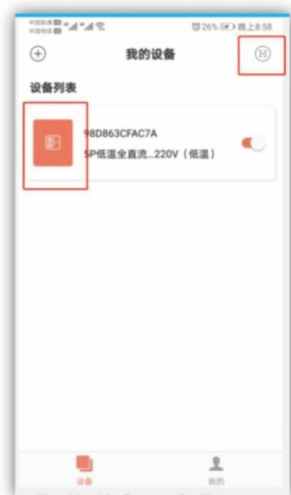 26% 晚上8:58
我的设备
H
设备列表
98D863CFAC7A
5P低温全直流...220V（低温）
设备
我的